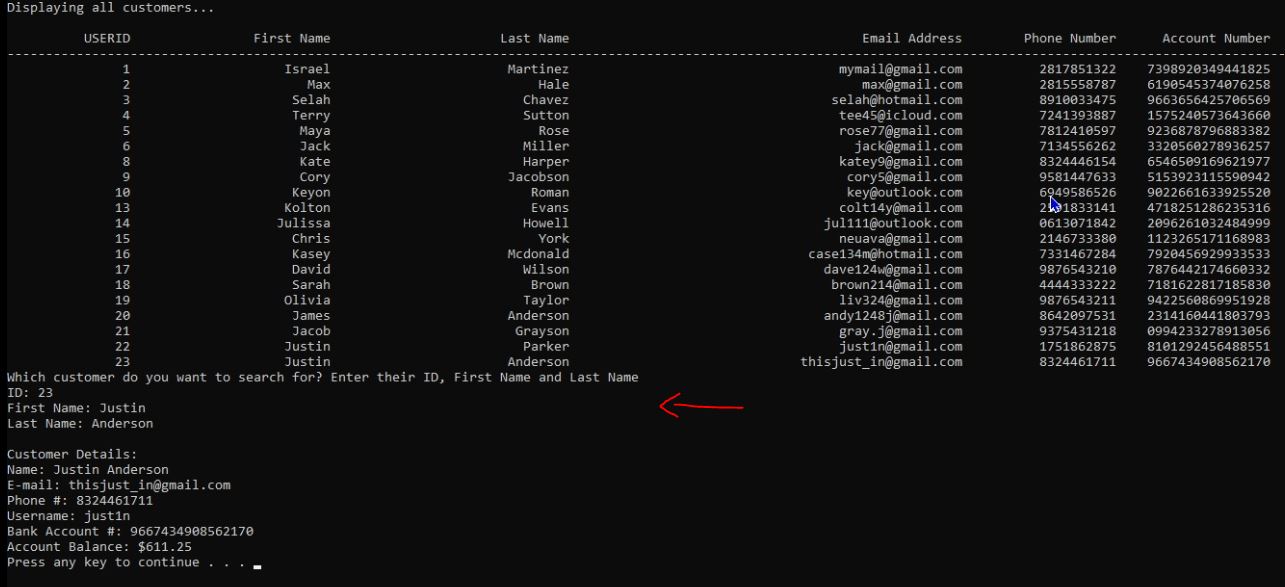 Displaying all customers...
USERID First Name Last Name Email Address Phone Number Account Number
--------------------------------------------------------------------------------------------------------------------------------------------------------------------
1 Israel Martinez mymail@gmail.com 2817851322 7398920349441825
2 Max Hale max@gmail.com 2815558787 6190545374076258
3 Selah Chavez selah@hotmail.com 8910033475 9663656425706569
4 Terry Sutton tee45@icloud.com 7241393887 1575240573643660
5 Maya Rose rose77@gmail.com 7812410597 9236878796883382
6 Jack Miller jack@gmail.com 7134556262 3320560278936257
8 Kate Harper katey9@gmail.com 8324446154 6546509169621977
9 Cory Jacobson cory5@gmail.com 9581447633 5153923115590942
10 Keyon Roman key@outlook.com 6949586526 9022661633925520
13 Kolton Evans colt14y@mail.com 4718251286235316
14 Julissa Howell jul111@outlook.com 0613071842 2096261032484999
15 Chris York neuava@gmail.com 2146733380 1123265171168983
16 Kasey Mcdonald case134m@hotmail.com 7331467284 7920456929933533
17 David Wilson dave124w@gmail.com 9876543210 7876442174660332
18 Sarah Brown brown214@mail.com 4444333222 7181622817185830
19 Olivia Taylor liv324@gmail.com 9876543211 9422560869951928
20 James Anderson andy1248j@mail.com 8642097531 2314160441803793
21 Jacob Grayson gray.j@gmail.com 9375431218 0994233278913056
22 Justin Parker just1n@mail.com 1751862875 8101292456488551
23 Justin Anderson thisjust_in@gmail.com 8324461711 9667434908562170
Which customer do you want to search for? Enter their ID, First Name and Last Name
ID: 23
First Name: Justin
Last Name: Anderson
Customer Details:
Name: Justin Anderson
E-mail: thisjust_in@gmail.com
Phone #: 8324461711
Username: just1n
Bank Account #: 9667434908562170
Account Balance: $611.25
Press any key to continue . . .